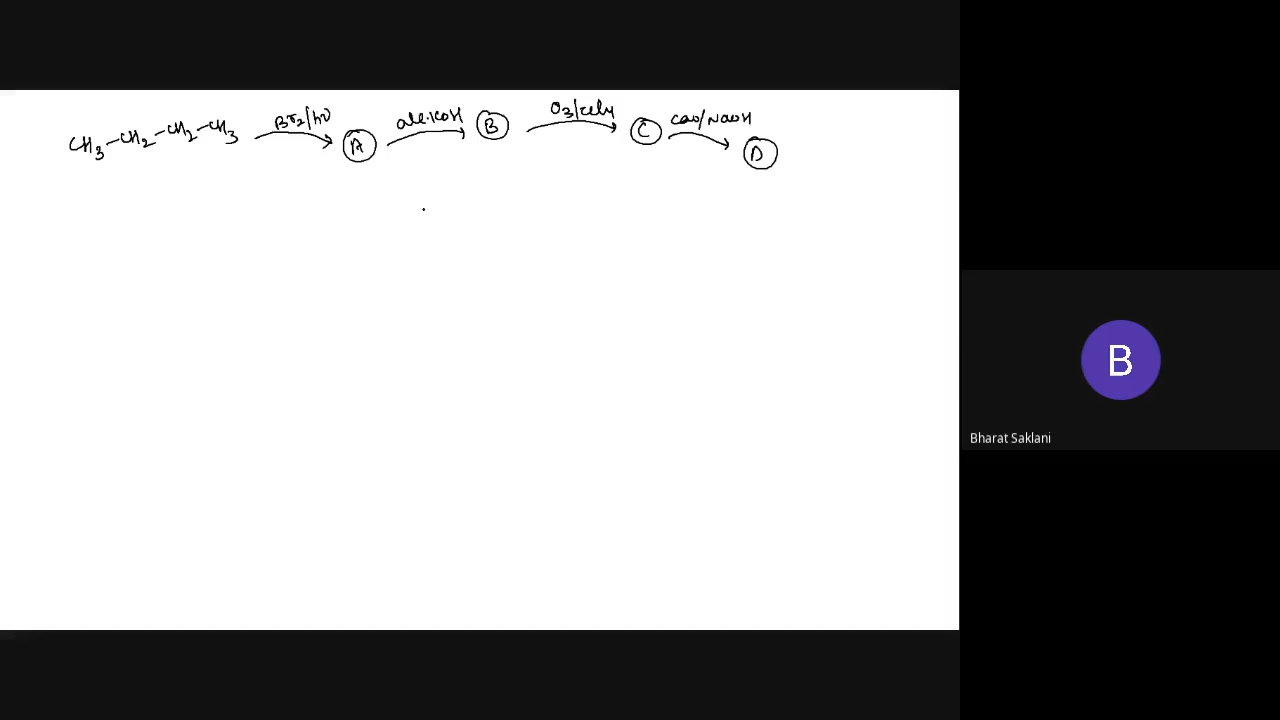 CH3-CH2-CH2-CH3 Br2/hν A alc.KOH B O3/CCl4 C CaO/NaOH D
B
Bharat Saklani